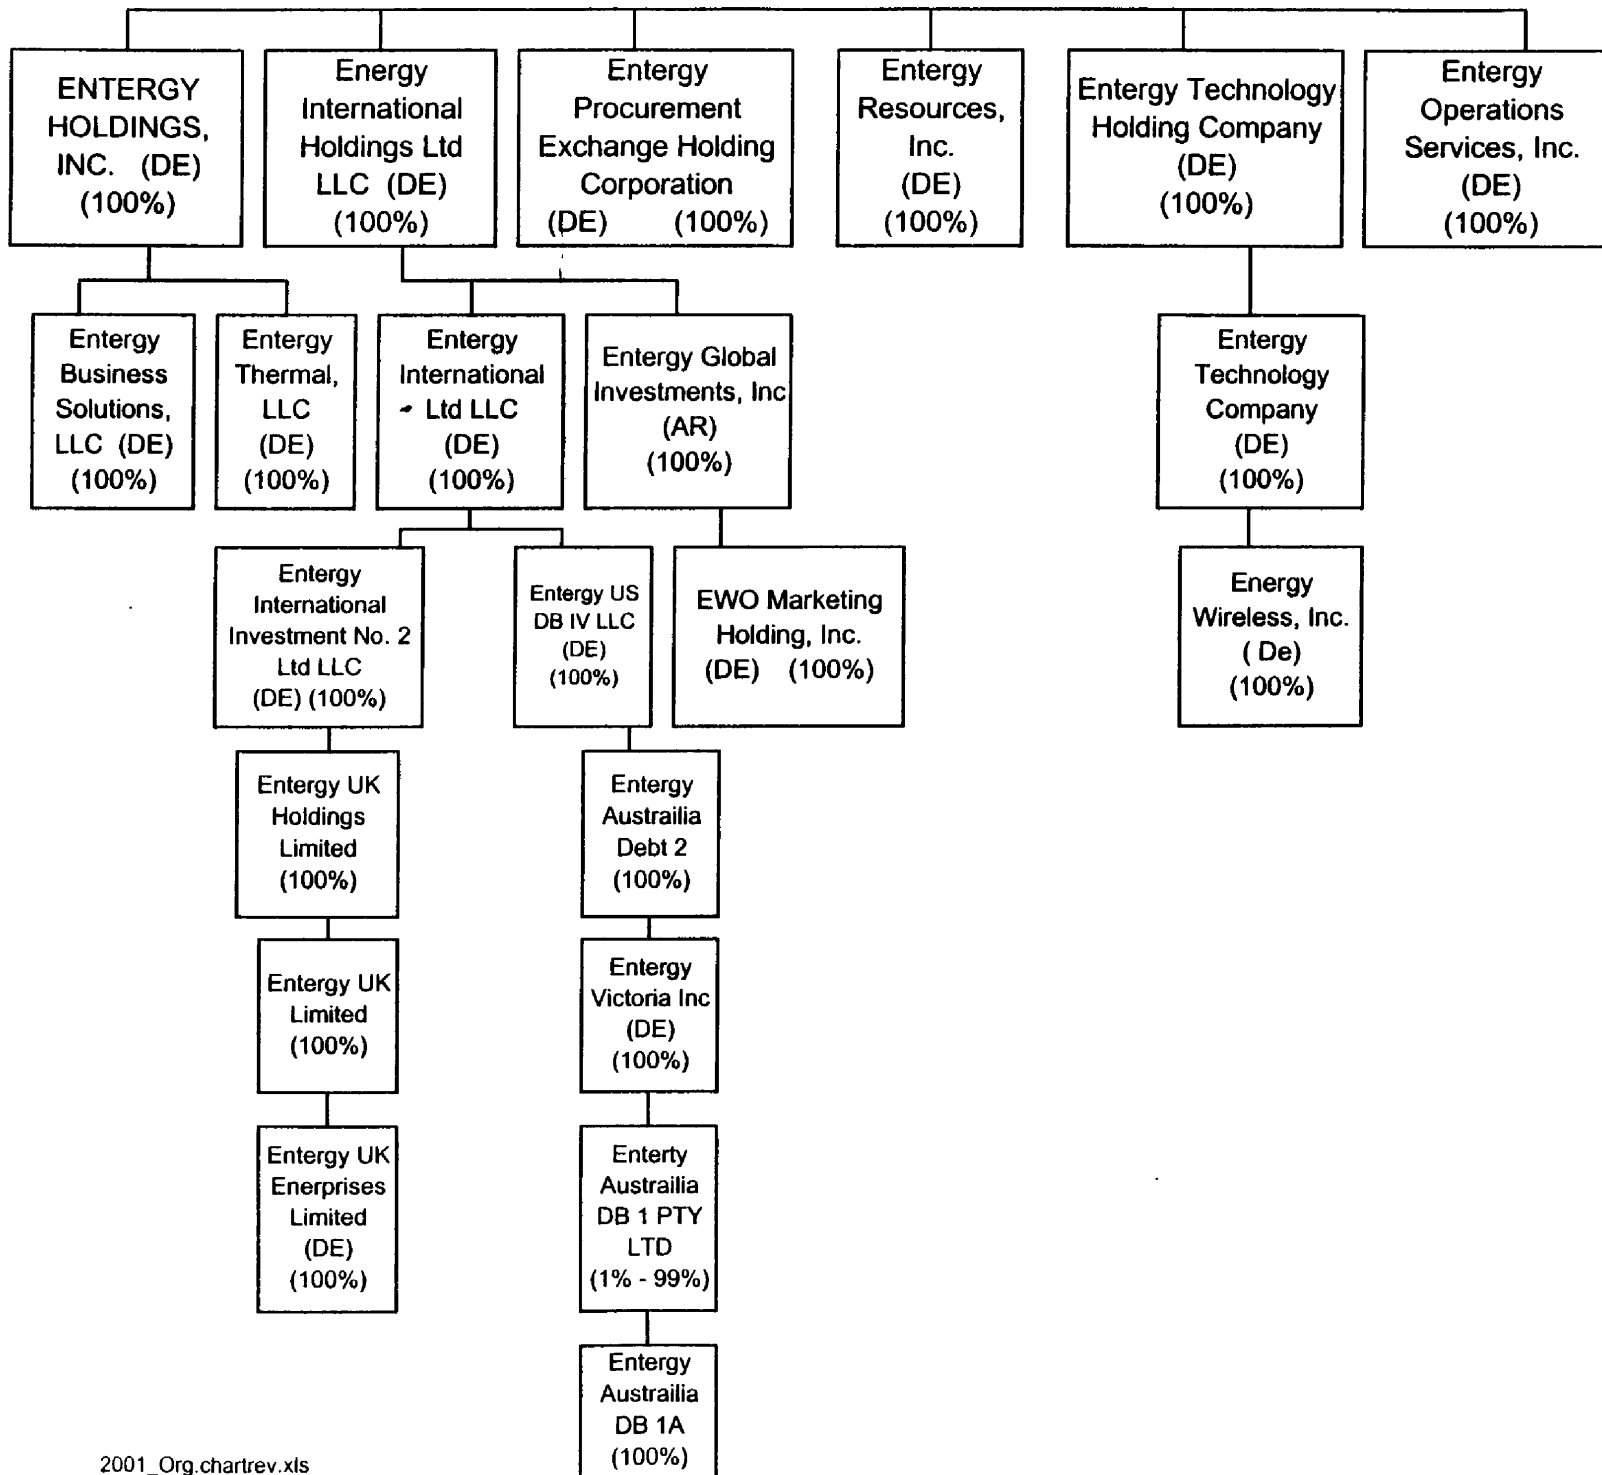 ENTERGY
HOLDINGS,
INC. (DE)
(100%)
Energy
International
Holdings Ltd
LLC (DE)
(100%)
Entergy
Procurement
Exchange Holding
Corporation
(DE) (100%)
Entergy
Resources,
Inc.
(DE)
(100%)
Entergy Technology
Holding Company
(DE)
(100%)
Entergy
Operations
Services, Inc.
(DE)
(100%)
Entergy
Business
Solutions,
LLC (DE)
(100%)
Entergy
Thermal,
LLC
(DE)
(100%)
Entergy
International
Ltd LLC
(DE)
(100%)
Entergy Global
Investments, Inc
(AR)
(100%)
Entergy
Technology
Company
(DE)
(100%)
Entergy
International
Investment No. 2
Ltd LLC
(DE) (100%)
Entergy US
DB IV LLC
(DE)
(100%)
EWO Marketing
Holding, Inc.
(DE) (100%)
Energy
Wireless, Inc.
( De)
(100%)
Entergy UK
Holdings
Limited
(100%)
Entergy
Austrailia
Debt 2
(100%)
Entergy UK
Limited
(100%)
Entergy
Victoria Inc
(DE)
(100%)
Entergy UK
Enerprises
Limited
(DE)
(100%)
Enterty
Austrailia
DB 1 PTY
LTD
(1% - 99%)
Entergy
Austrailia
DB 1A
(100%)
2001_Org.chartrev.xls